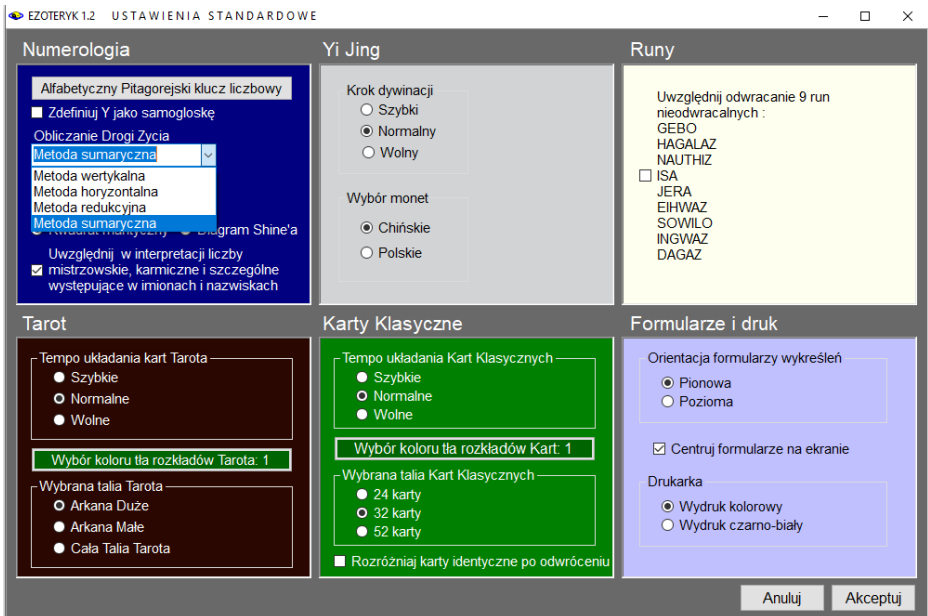 EZOTERYK 1.2 USTAWIENIA STANDARDOWE
Numerologia
Alfabetyczny Pitagorejski klucz liczbowy
Zdefiniuj Y jako samogloskę
Obliczanie Drogi Życia
Metoda sumaryczna
Metoda wertykalna
Metoda horyzontalna
Metoda redukcyjna
Metoda sumaryczna
Diagram Shine'a
Uwzględnij w interpretacji liczby
mistrzowskie, karmiczne i szczególne
występujące w imionach i nazwiskach
Yi Jing
Krok dywinacji
Szybki
Normalny
Wolny
Wybór monet
Chińskie
Polskie
Runy
Uwzględnij odwracanie 9 run
nieodwracalnych :
GEBO
HAGALAZ
NAUTHIZ
ISA
JERA
EIHWAZ
SOWILO
INGWAZ
DAGAZ
Tarot
Tempo układania kart Tarota
Szybkie
Normalne
Wolne
Wybór koloru tła rozkładów Tarota: 1
Wybrana talia Tarota
Arkana Duże
Arkana Małe
Cała Talia Tarota
Karty Klasyczne
Tempo układania Kart Klasycznych
Szybkie
Normalne
Wolne
Wybór koloru tła rozkładów Kart: 1
Wybrana talia Kart Klasycznych
24 karty
32 karty
52 karty
Rozróżniaj karty identyczne po odwróceniu
Formularze i druk
Orientacja formularzy wykreśleń
Pionowa
Pozioma
Centruj formularze na ekranie
Drukarka
Wydruk kolorowy
Wydruk czarno-biały
Anuluj
Akceptuj